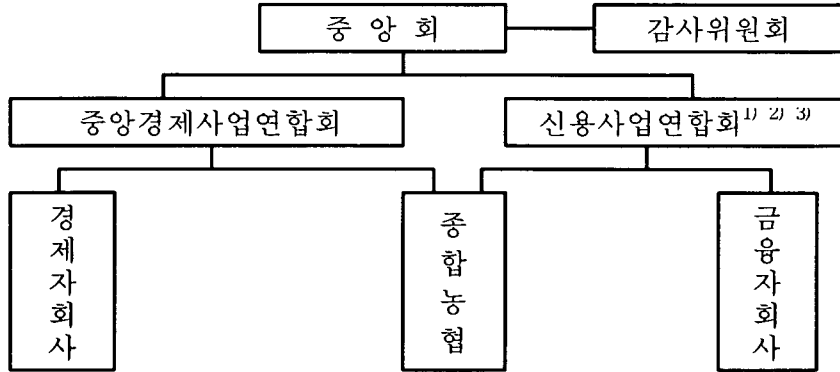 중 앙 회
감사위원회
중앙경제사업연합회
신용사업연합회1) 2) 3)
경제자회사
종합농협
금융자회사